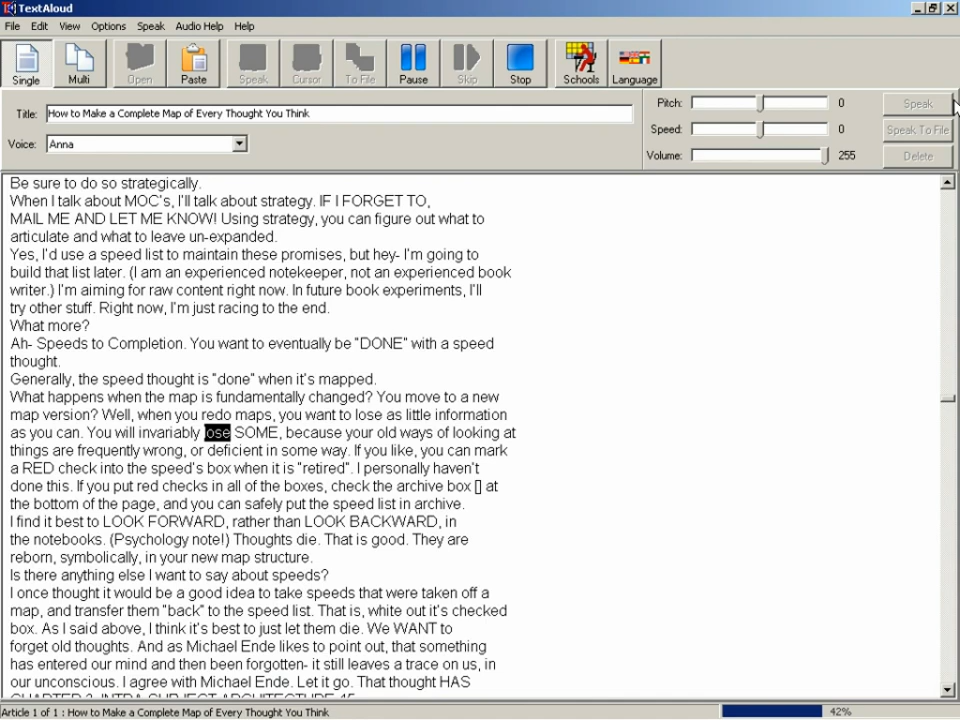 TextAloud
File Edit View Options Speak Audio Help Help
Single Multi Open Paste Speak Cursor To File Pause Skip Stop Schools Language
Title: How to Make a Complete Map of Every Thought You Think
Voice: Anna
Pitch: 0 Speak
Speed: 0 Speak To File
Volume: 255 Delete
Be sure to do so strategically.
When I talk about MOC's, I'll talk about strategy. IF I FORGET TO,
MAIL ME AND LET ME KNOW! Using strategy, you can figure out what to
articulate and what to leave un-expanded.
Yes, I'd use a speed list to maintain these promises, but hey- I'm going to
build that list later. (I am an experienced notekeeper, not an experienced book
writer.) I'm aiming for raw content right now. In future book experiments, I'll
try other stuff. Right now, I'm just racing to the end.
What more?
Ah- Speeds to Completion. You want to eventually be "DONE" with a speed
thought.
Generally, the speed thought is "done" when it's mapped.
What happens when the map is fundamentally changed? You move to a new
map version? Well, when you redo maps, you want to lose as little information
as you can. You will invariably lose SOME, because your old ways of looking at
things are frequently wrong, or deficient in some way. If you like, you can mark
a RED check into the speed's box when it is "retired". I personally haven't
done this. If you put red checks in all of the boxes, check the archive box [] at
the bottom of the page, and you can safely put the speed list in archive.
I find it best to LOOK FORWARD, rather than LOOK BACKWARD, in
the notebooks. (Psychology note!) Thoughts die. That is good. They are
reborn, symbolically, in your new map structure.
Is there anything else I want to say about speeds?
I once thought it would be a good idea to take speeds that were taken off a
map, and transfer them "back" to the speed list. That is, white out it's checked
box. As I said above, I think it's best to just let them die. We WANT to
forget old thoughts. And as Michael Ende likes to point out, that something
has entered our mind and then been forgotten- it still leaves a trace on us, in
our unconscious. I agree with Michael Ende. Let it go. That thought HAS
CHAPTER 2. INTRA-SUBJECT ARCHITECTURE 45
Article 1 of 1 : How to Make a Complete Map of Every Thought You Think 42%